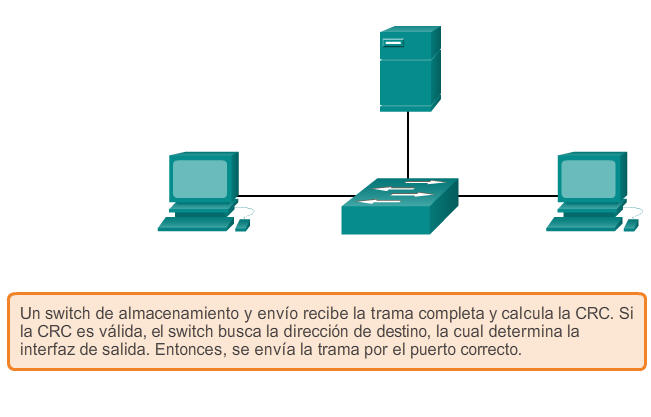 Un switch de almacenamiento y envío recibe la trama completa y calcula la CRC. Si
la CRC es válida, el switch busca la dirección de destino, la cual determina la
interfaz de salida. Entonces, se envía la trama por el puerto correcto.